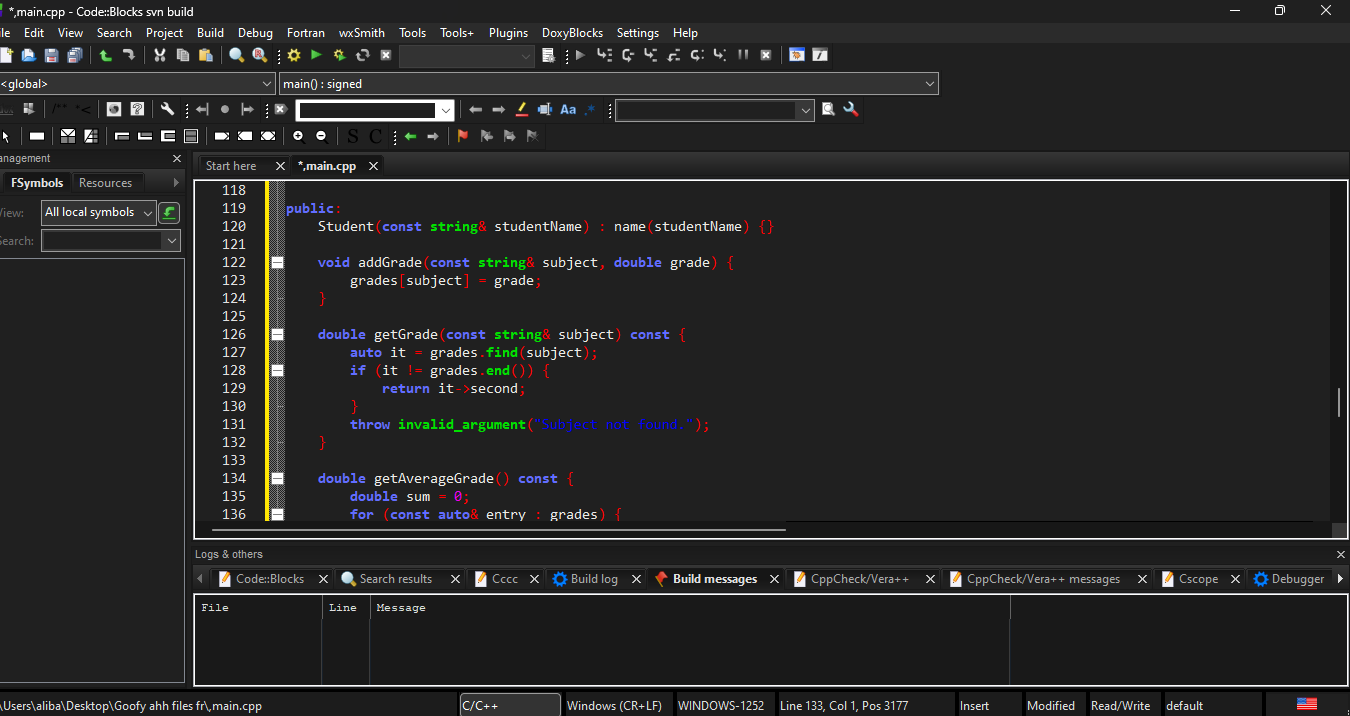 *,main.cpp - Code::Blocks svn build
ile Edit View Search Project Build Debug Fortran wxSmith Tools Tools+ Plugins DoxyBlocks Settings Help
<global> main() : signed
/** *< Aa .*
S C
anagement
Start here *,main.cpp
FSymbols Resources
View: All local symbols
Search:
118
119 public:
120 Student(const string& studentName) : name(studentName) {}
121
122 void addGrade(const string& subject, double grade) {
123 grades[subject] = grade;
124 }
125
126 double getGrade(const string& subject) const {
127 auto it = grades.find(subject);
128 if (it != grades.end()) {
129 return it->second;
130 }
131 throw invalid_argument("Subject not found.");
132 }
133
134 double getAverageGrade() const {
135 double sum = 0;
136 for (const auto& entry : grades) {
Logs & others
Code::Blocks Search results Cccc Build log Build messages CppCheck/Vera++ CppCheck/Vera++ messages Cscope Debugger
File Line Message
\Users\aliba\Desktop\Goofy ahh files fr\,main.cpp C/C++ Windows (CR+LF) WINDOWS-1252 Line 133, Col 1, Pos 3177 Insert Modified Read/Write default